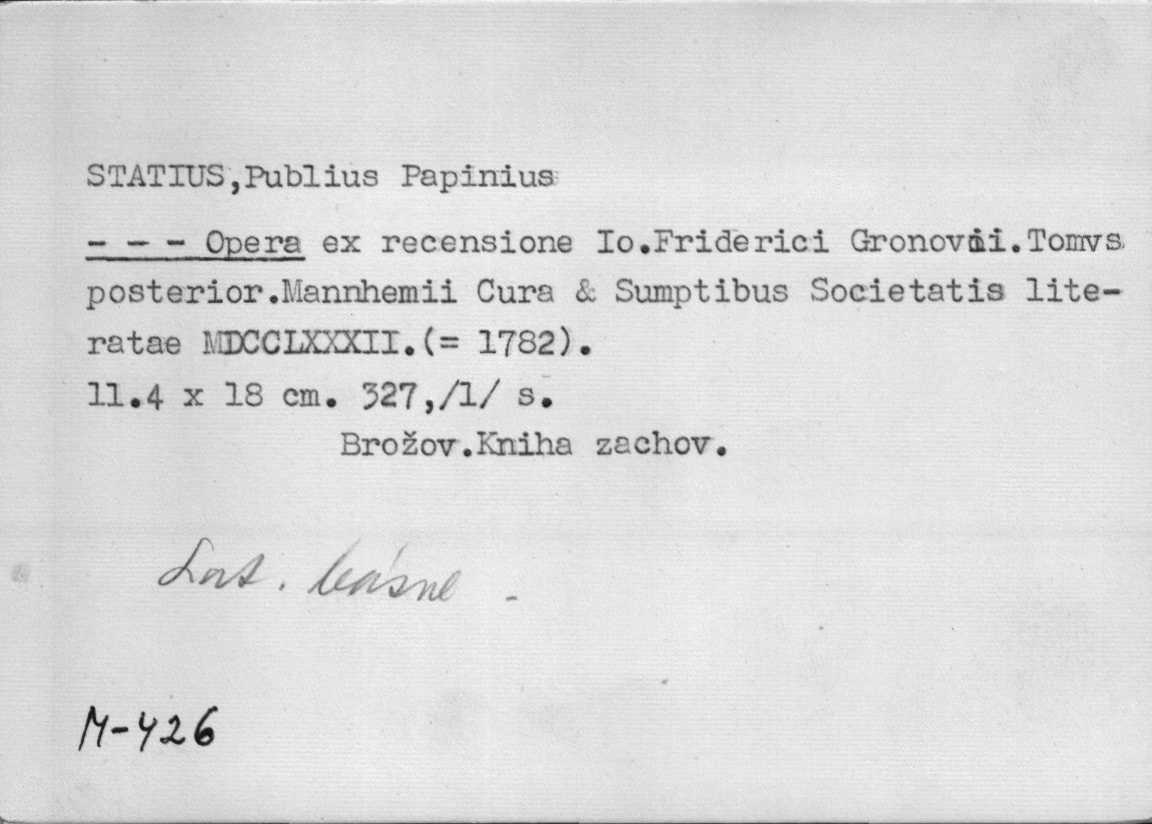 STATIUS,Publius Papinius
- - - Opera ex recensione Io.Friderici Gronovii.Tomvs
posterior.Mannhemii Cura & Sumptibus Societatis lite-
ratae MDCCLXXXII.(= 1782).
11.4 x 18 cm. 327,/1/ s.
Brožov.Kniha zachov.
Lat. básne -
M-426